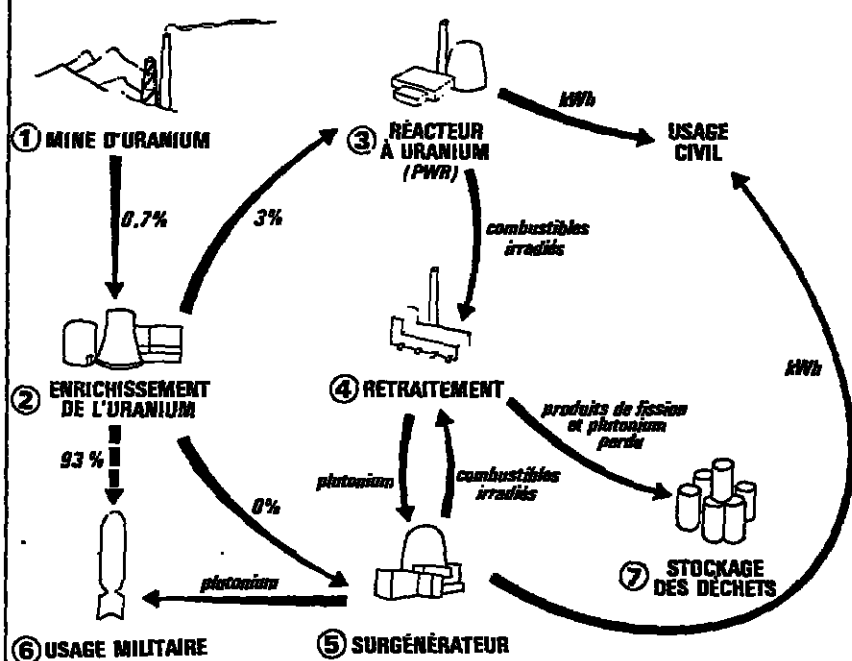 ① MINE D'URANIUM
0.7%
② ENRICHISSEMENT
DE L'URANIUM
3%
③ RÉACTEUR
À URANIUM
(PWR)
kWh
USAGE
CIVIL
combustibles
irradiés
④ RETRAITEMENT
produits de fission
et plutonium
perdu
kWh
plutonium
combustibles
irradiés
93 %
0%
plutonium
⑥ USAGE MILITAIRE
⑤ SURGÉNÉRATEUR
⑦ STOCKAGE
DES DÉCHETS